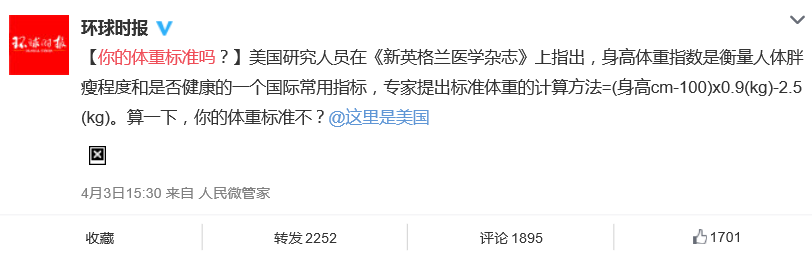 环球时报
环球时报
【你的体重标准吗？】美国研究人员在《新英格兰医学杂志》上指出，身高体重指数是衡量人体胖
瘦程度和是否健康的一个国际常用指标，专家提出标准体重的计算方法=(身高cm-100)x0.9(kg)-2.5
(kg)。算一下，你的体重标准不？@这里是美国
4月3日15:30 来自 人民微管家
收藏 转发 2252 评论 1895 1701